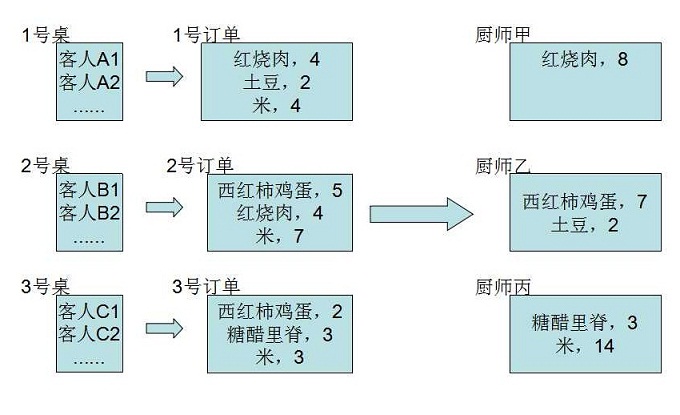 1号桌
客人A1
客人A2
……
1号订单
红烧肉，4
土豆，2
米，4
厨师甲
红烧肉，8
2号桌
客人B1
客人B2
……
2号订单
西红柿鸡蛋，5
红烧肉，4
米，7
厨师乙
西红柿鸡蛋，7
土豆，2
3号桌
客人C1
客人C2
……
3号订单
西红柿鸡蛋，2
糖醋里脊，3
米，3
厨师丙
糖醋里脊，3
米，14